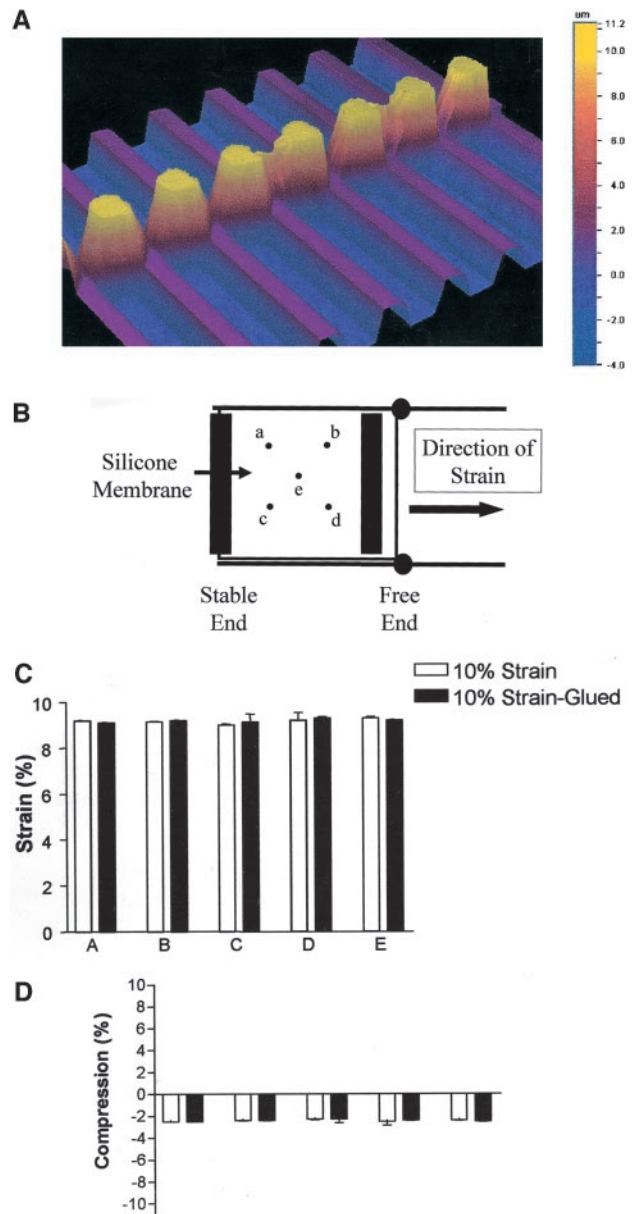 A
um
11.2
10.0
8.0
6.0
4.0
2.0
0.0
-2.0
-4.0
B
a
b
e
c
d
Silicone
Membrane
Direction of
Strain
Stable
End
Free
End
C
10% Strain
10% Strain-Glued
Strain (%)
10
8
6
4
2
0
A
B
C
D
E
D
Compression (%)
10
8
6
4
2
0
-2
-4
-6
-8
-10